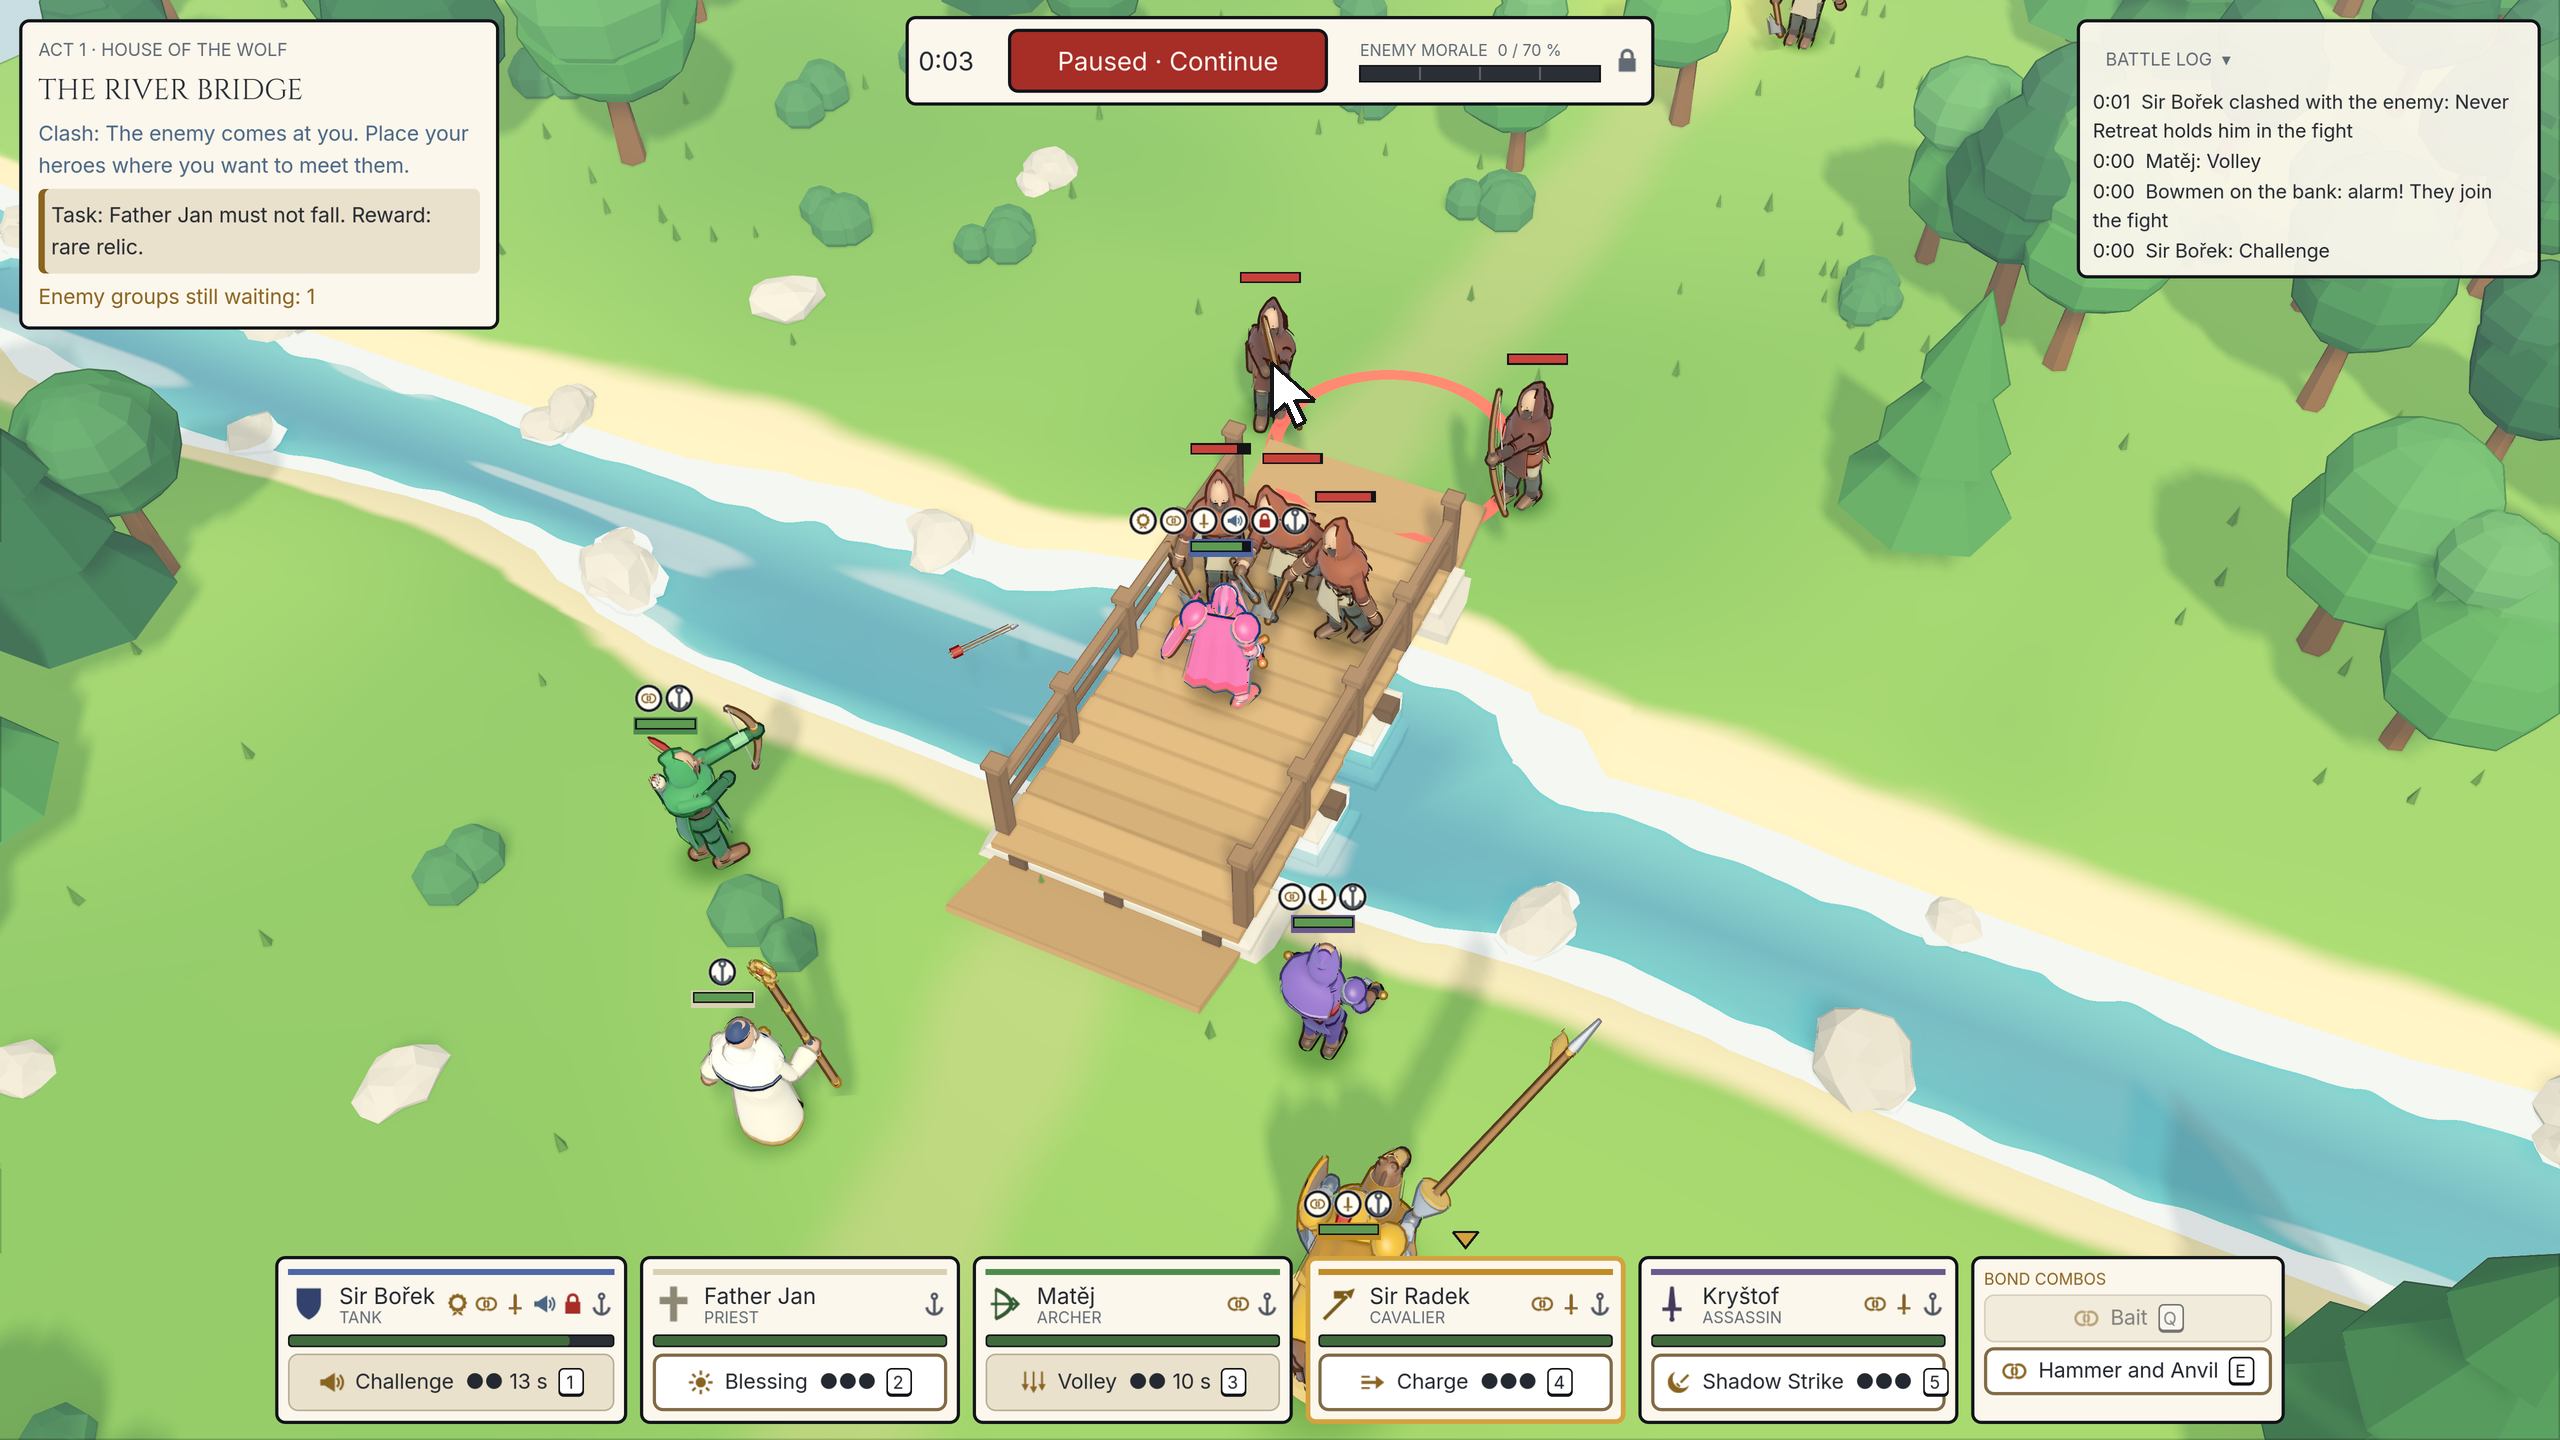 ACT 1 · HOUSE OF THE WOLF
THE RIVER BRIDGE
Clash: The enemy comes at you. Place your
heroes where you want to meet them.
Task: Father Jan must not fall. Reward:
rare relic.
Enemy groups still waiting: 1
0:03
Paused · Continue
ENEMY MORALE 0 / 70 %
BATTLE LOG ▼
0:01 Sir Bořek clashed with the enemy: Never
Retreat holds him in the fight
0:00 Matěj: Volley
0:00 Bowmen on the bank: alarm! They join
the fight
0:00 Sir Bořek: Challenge
Sir Bořek
TANK
Challenge ●● 13 s 1
Father Jan
PRIEST
Blessing ●●● 2
Matěj
ARCHER
Volley ●● 10 s 3
Sir Radek
CAVALIER
Charge ●●● 4
Kryštof
ASSASSIN
Shadow Strike ●●● 5
BOND COMBOS
Bait Q
Hammer and Anvil E